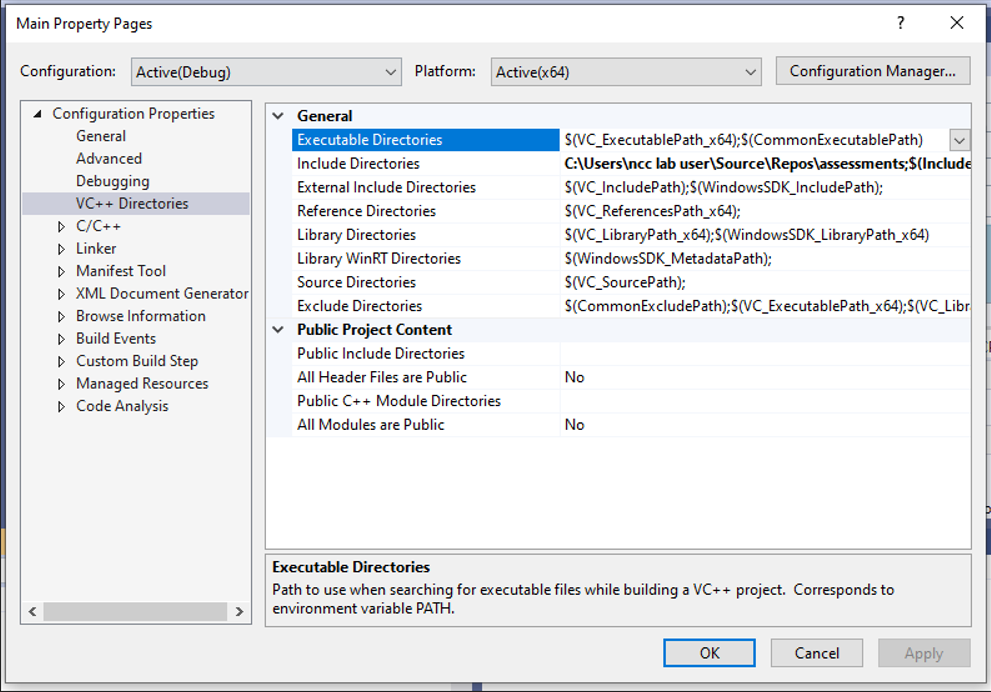 Main Property Pages
?
Configuration: Active(Debug) Platform: Active(x64) Configuration Manager...
Configuration Properties
General
Advanced
Debugging
VC++ Directories
C/C++
Linker
Manifest Tool
XML Document Generator
Browse Information
Build Events
Custom Build Step
Managed Resources
Code Analysis
General
Executable Directories $(VC_ExecutablePath_x64);$(CommonExecutablePath)
Include Directories C:\Users\ncc lab user\Source\Repos\assessments;$(Include
External Include Directories $(VC_IncludePath);$(WindowsSDK_IncludePath);
Reference Directories $(VC_ReferencesPath_x64);
Library Directories $(VC_LibraryPath_x64);$(WindowsSDK_LibraryPath_x64)
Library WinRT Directories $(WindowsSDK_MetadataPath);
Source Directories $(VC_SourcePath);
Exclude Directories $(CommonExcludePath);$(VC_ExecutablePath_x64);$(VC_Libr
Public Project Content
Public Include Directories
All Header Files are Public No
Public C++ Module Directories
All Modules are Public No
Executable Directories
Path to use when searching for executable files while building a VC++ project.  Corresponds to
environment variable PATH.
OK Cancel Apply